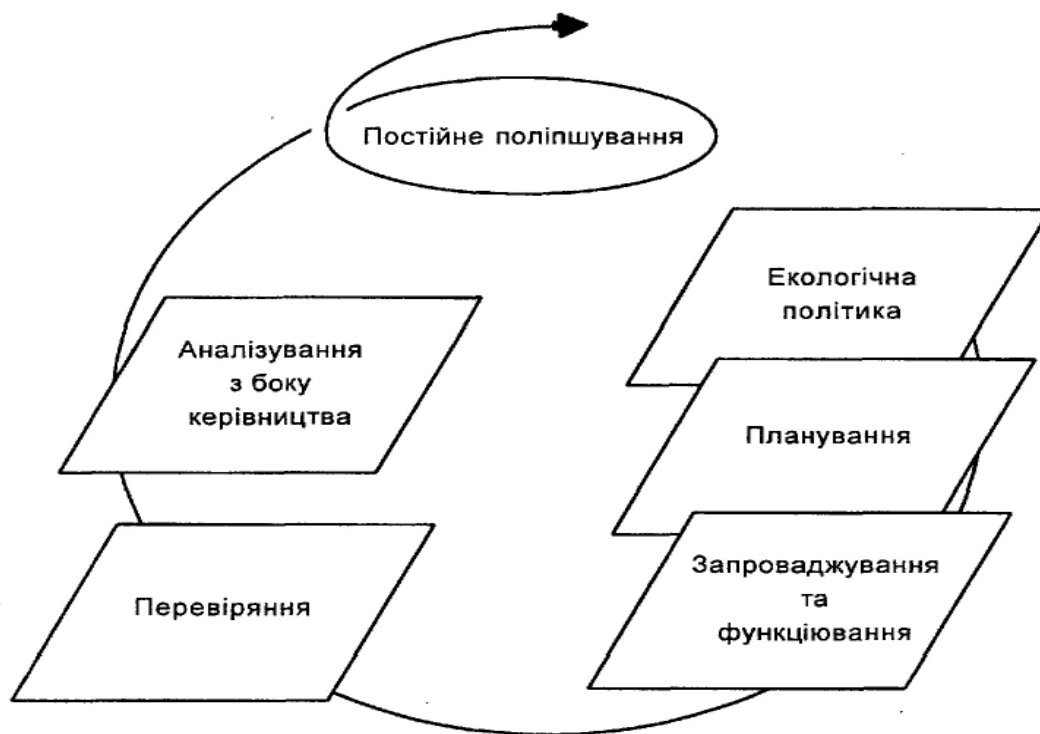 Постійне поліпшування
Екологічна
політика
Планування
Запроваджування
та
функціювання
Перевіряння
Аналізування
з боку
керівництва